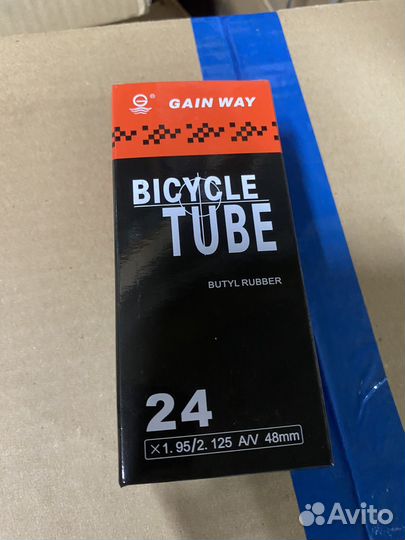 GAIN WAY
BICYCLE
TUBE
BUTYL RUBBER
24
×1.95/2.125 A/V 48mm
Avito